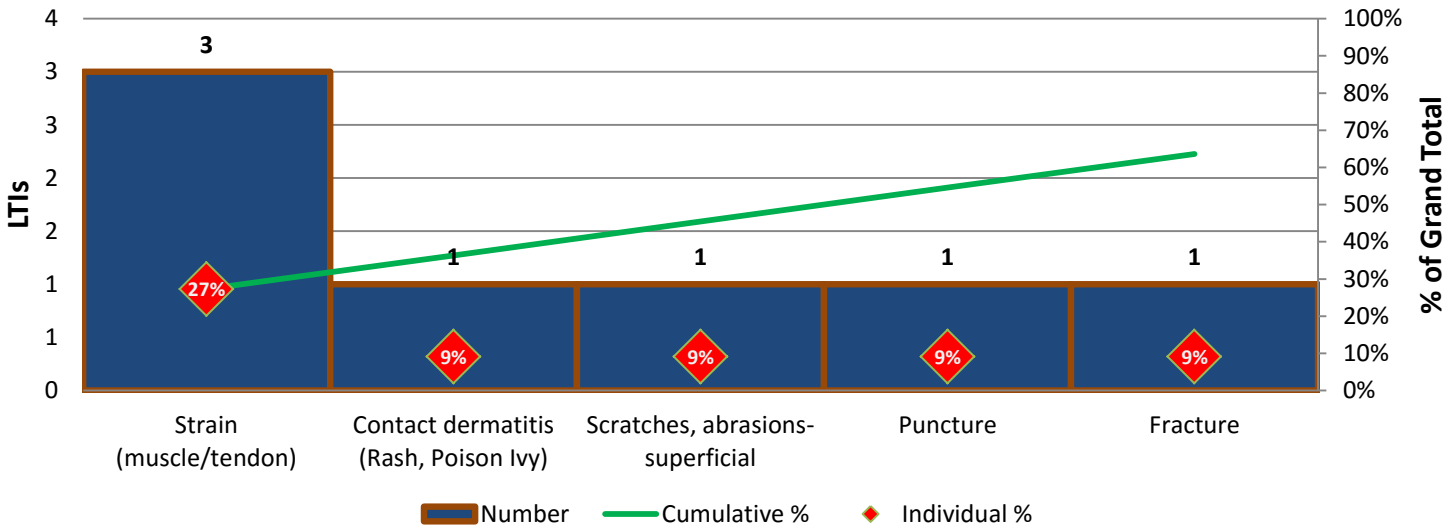 LTIs
4
3
3
2
2
1
1
0
3
1
1
1
1
27%
9%
9%
9%
9%
100%
90%
80%
70%
60%
50%
40%
30%
20%
10%
0%
% of Grand Total
Strain
(muscle/tendon)
Contact dermatitis
(Rash, Poison Ivy)
Scratches, abrasions-
superficial
Puncture
Fracture
Number
Cumulative %
Individual %